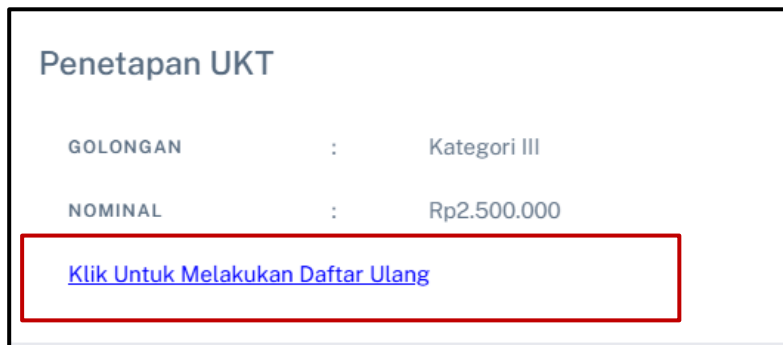 Penetapan UKT
GOLONGAN : Kategori III
NOMINAL : Rp2.500.000
Klik Untuk Melakukan Daftar Ulang